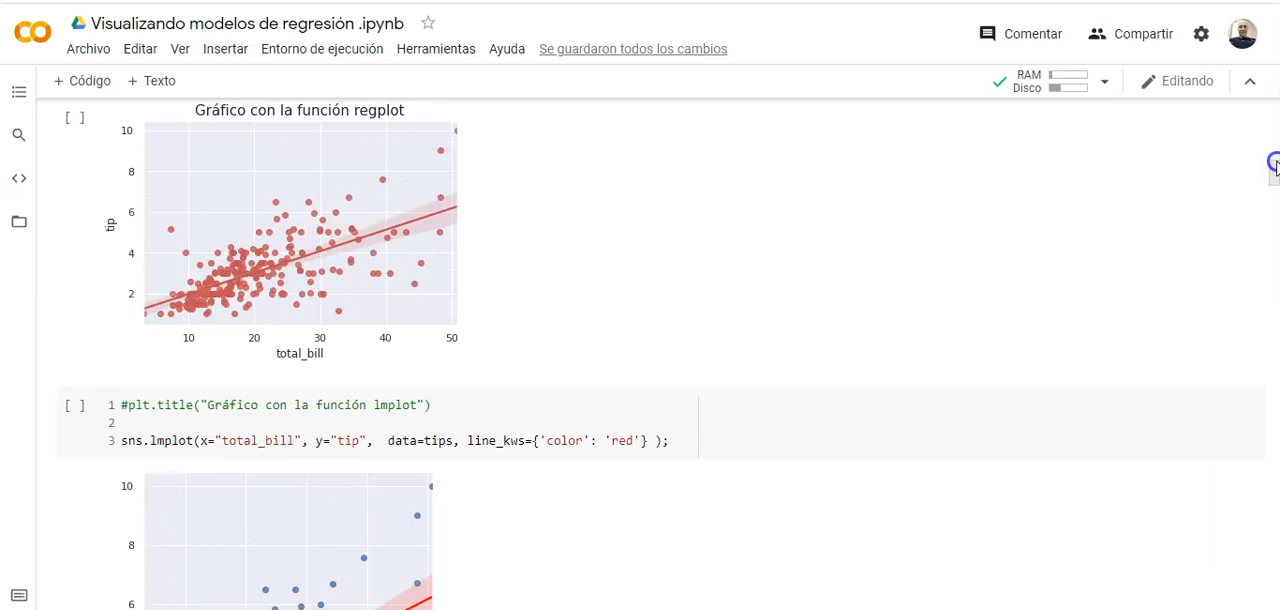 Visualizando modelos de regresión .ipynb
Comentar
Compartir
Archivo Editar Ver Insertar Entorno de ejecución Herramientas Ayuda Se guardaron todos los cambios
+ Código + Texto
RAM
Disco
Editando
[ ]
Gráfico con la función regplot
10
8
6
4
2
tip
10 20 30 40 50
total_bill
[ ]
1 #plt.title("Gráfico con la función lmplot")
2
3 sns.lmplot(x="total_bill", y="tip", data=tips, line_kws={'color': 'red'} );
10
8
6